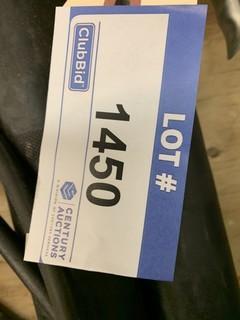 LOT #
1450
ClubBid
CENTURY
AUCTIONS